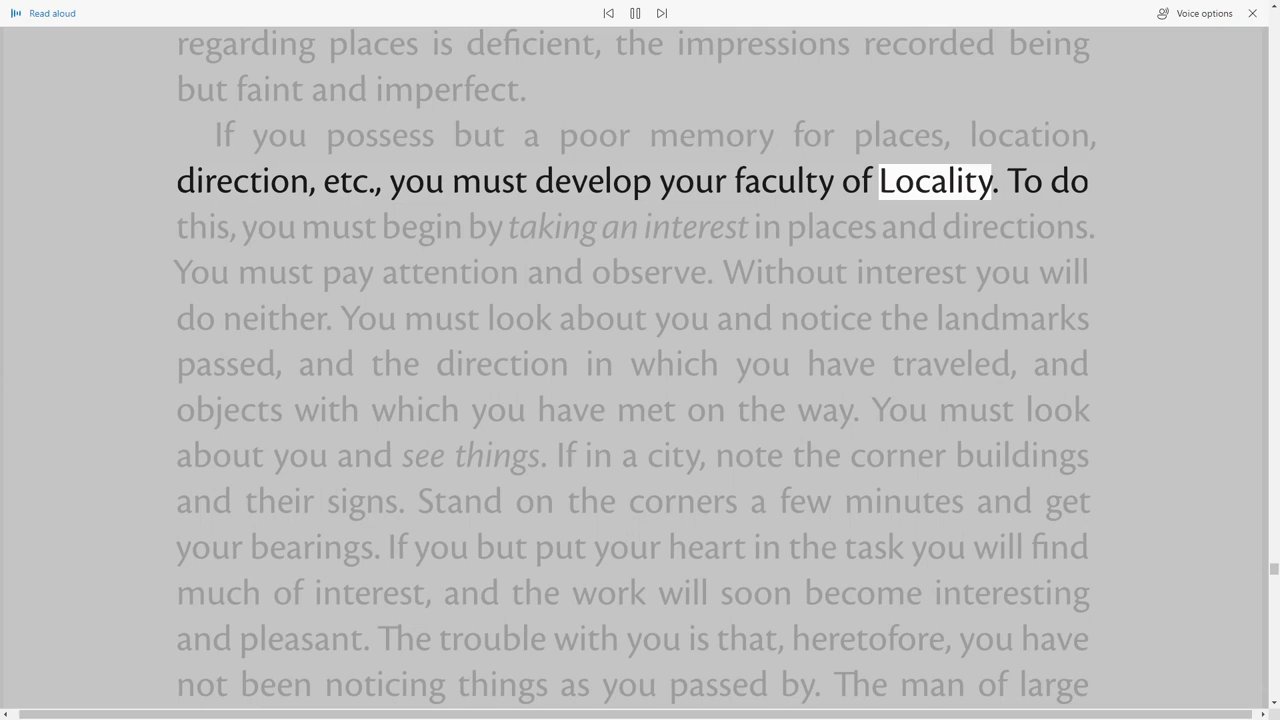 Read aloud
Voice options
regarding places is deficient, the impressions recorded being
but faint and imperfect.
If you possess but a poor memory for places, location,
direction, etc., you must develop your faculty of Locality. To do
this, you must begin by taking an interest in places and directions.
You must pay attention and observe. Without interest you will
do neither. You must look about you and notice the landmarks
passed, and the direction in which you have traveled, and
objects with which you have met on the way. You must look
about you and see things. If in a city, note the corner buildings
and their signs. Stand on the corners a few minutes and get
your bearings. If you but put your heart in the task you will find
much of interest, and the work will soon become interesting
and pleasant. The trouble with you is that, heretofore, you have
not been noticing things as you passed by. The man of large